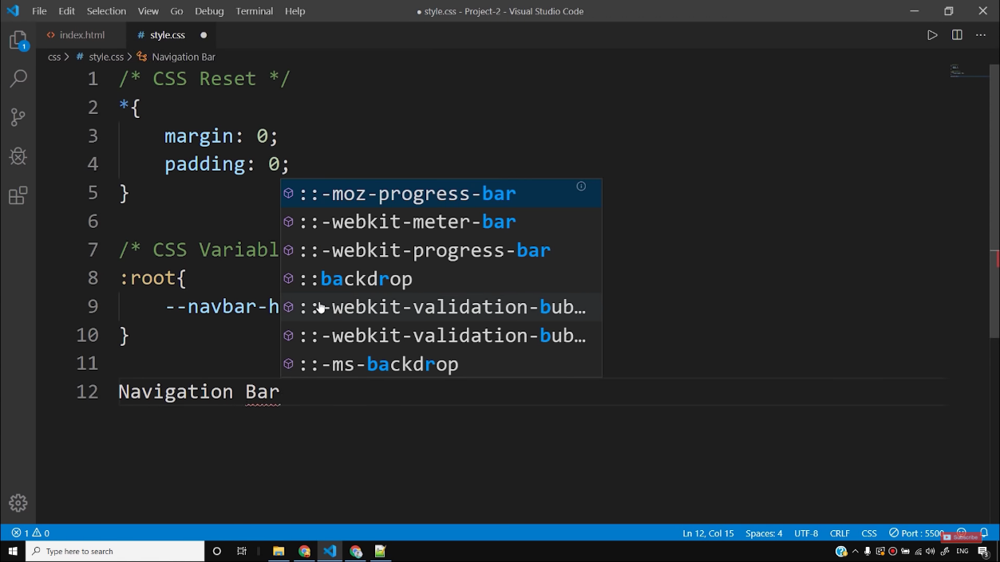 File Edit Selection View Go Debug Terminal Help
● style.css - Project-2 - Visual Studio Code
index.html # style.css
css > # style.css > Navigation Bar
1 /* CSS Reset */
2 *{
3 margin: 0;
4 padding: 0;
5 }
6
7 /* CSS Variabl
8 :root{
9 --navbar-h
10 }
11
12 Navigation Bar
::-moz-progress-bar
::-webkit-meter-bar
::-webkit-progress-bar
::backdrop
::-webkit-validation-bub…
::-webkit-validation-bub…
::-ms-backdrop
1
1 0 Ln 12, Col 15 Spaces: 4 UTF-8 CRLF CSS Port : 5500
Subscribe
Type here to search
ENG
3